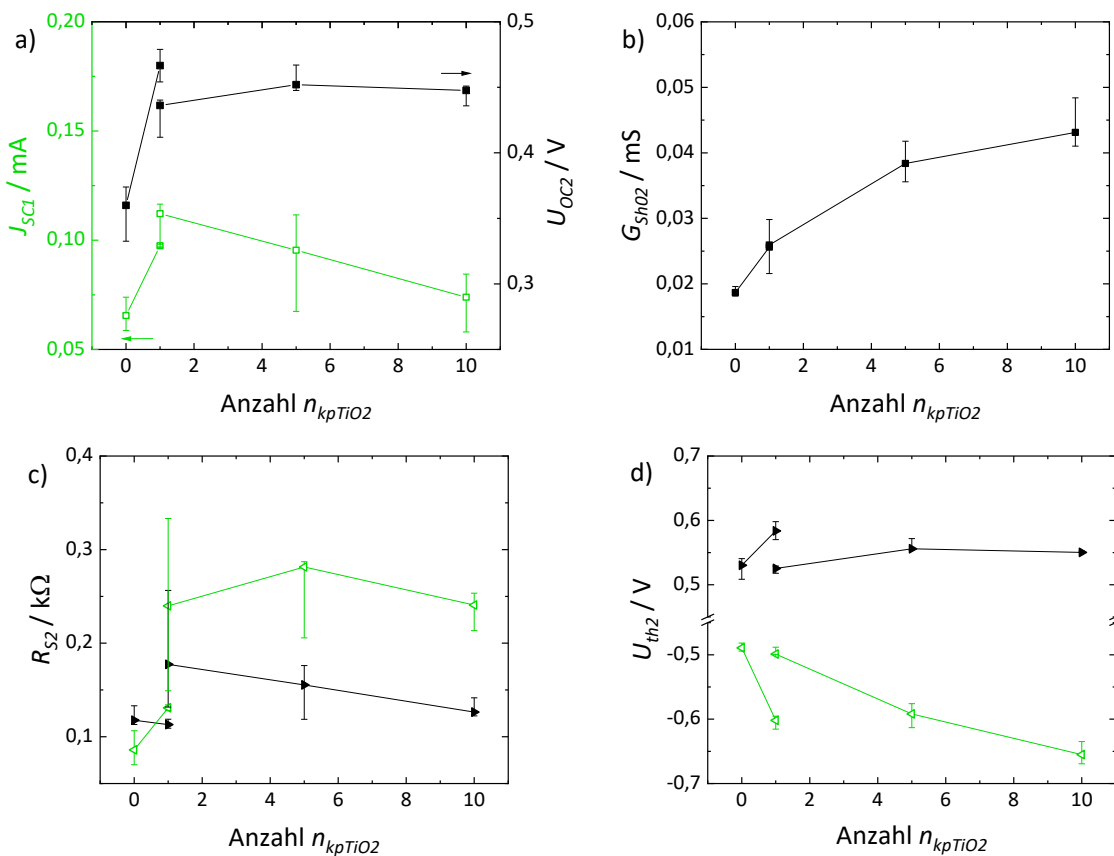 a)
0,20
0,15
0,10
0,05
J_SC1 / mA
0,5
0,4
0,3
U_OC2 / V
0 2 4 6 8 10
Anzahl n_kpTiO2
b)
0,06
0,05
0,04
0,03
0,02
0,01
G_Sh02 / mS
0 2 4 6 8 10
Anzahl n_kpTiO2
c)
0,4
0,3
0,2
0,1
R_S2 / kΩ
0 2 4 6 8 10
Anzahl n_kpTiO2
d)
0,7
0,6
0,5
-0,5
-0,6
-0,7
U_th2 / V
0 2 4 6 8 10
Anzahl n_kpTiO2